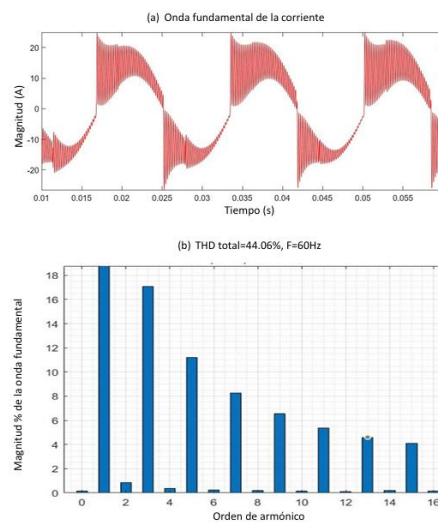 (a) Onda fundamental de la corriente
Magnitud (A)
20
10
0
-10
-20
0.01 0.015 0.02 0.025 0.03 0.035 0.04 0.045 0.05 0.055
Tiempo (s)
(b) THD total=44.06%, F=60Hz
Magnitud % de la onda fundamental
18
16
14
12
10
8
6
4
2
0
0 2 4 6 8 10 12 14 16
Orden de armónico